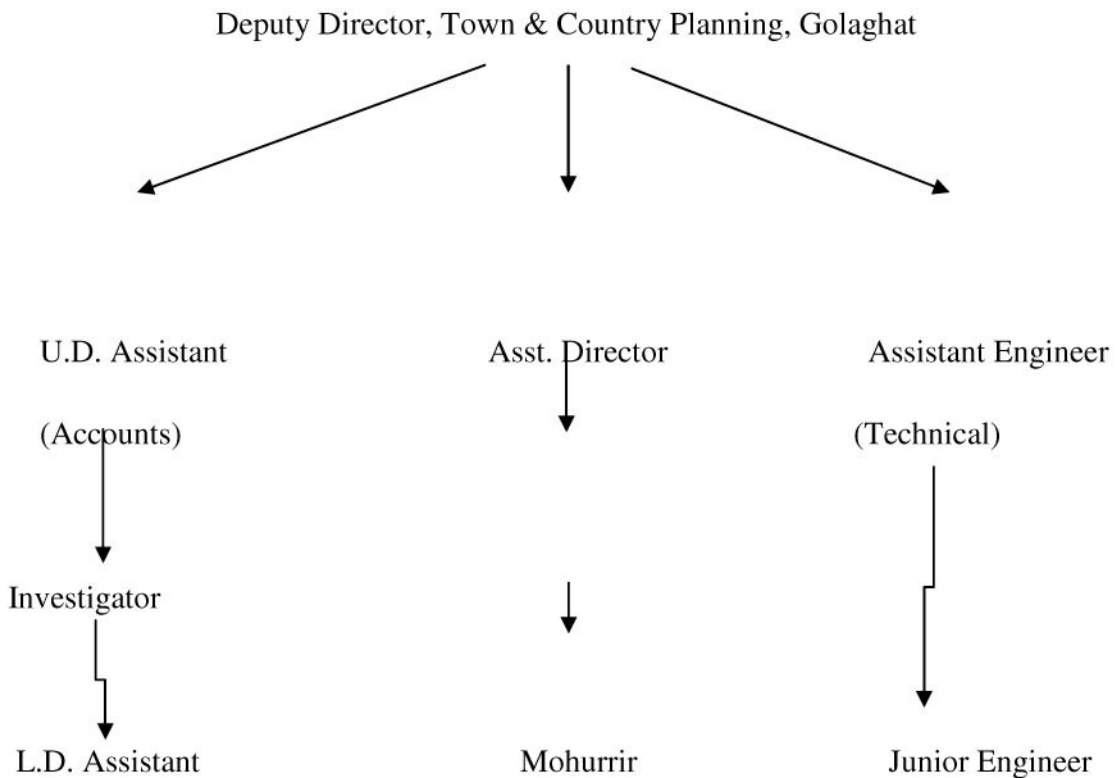 Deputy Director, Town & Country Planning, Golaghat
U.D. Assistant Asst. Director Assistant Engineer
(Accounts) (Technical)
Investigator
L.D. Assistant Mohurrir Junior Engineer